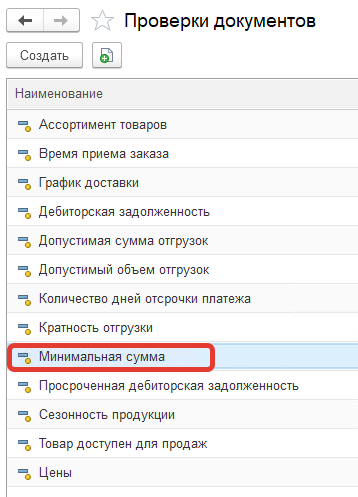 Проверки документов
Создать
Наименование
Ассортимент товаров
Время приема заказа
График доставки
Дебиторская задолженность
Допустимая сумма отгрузок
Допустимый объем отгрузок
Количество дней отсрочки платежа
Кратность отгрузки
Минимальная сумма
Просроченная дебиторская задолженность
Сезонность продукции
Товар доступен для продаж
Цены